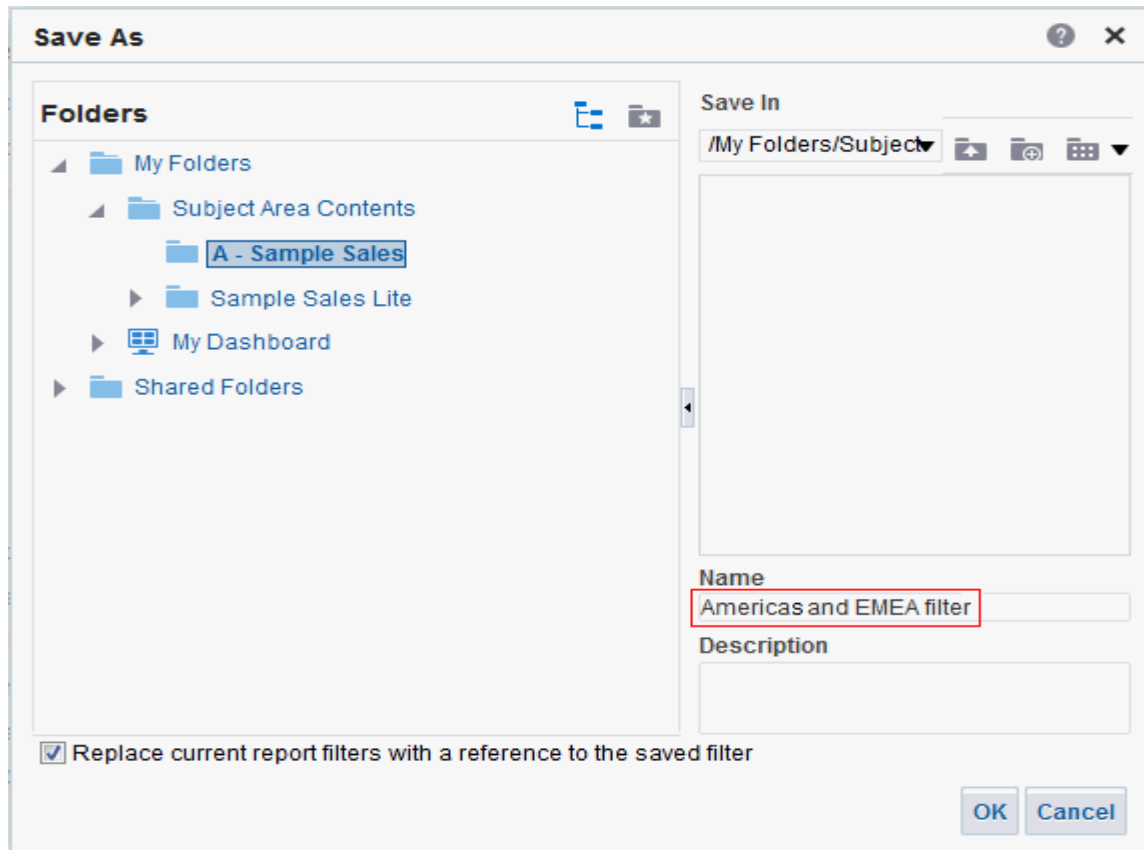 Save As
Folders
My Folders
Subject Area Contents
A - Sample Sales
Sample Sales Lite
My Dashboard
Shared Folders
Save In
/My Folders/Subject
Name
Americas and EMEA filter
Description
Replace current report filters with a reference to the saved filter
OK Cancel